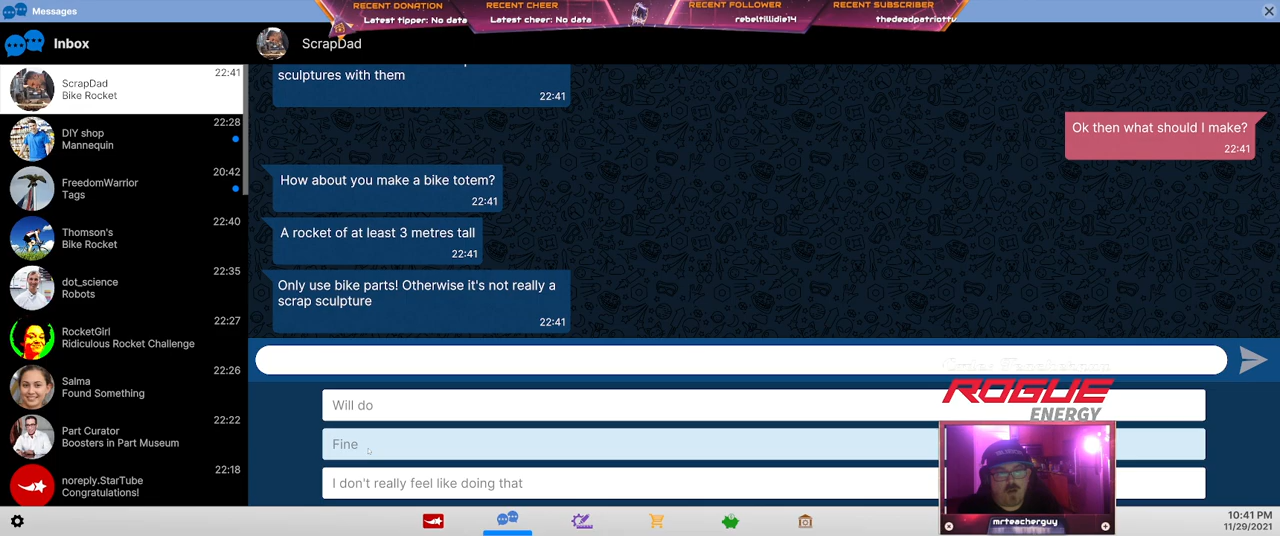 Messages
RECENT DONATION
Latest tipper: No data
RECENT CHEER
Latest cheer: No data
RECENT FOLLOWER
rebeltillidie14
RECENT SUBSCRIBER
thedeadpatriottv
Inbox
ScrapDad
ScrapDad
Bike Rocket
22:41
DIY shop
Mannequin
22:28
FreedomWarrior
Tags
20:42
Thomson's
Bike Rocket
22:40
dot_science
Robots
22:35
RocketGirl
Ridiculous Rocket Challenge
22:27
Salma
Found Something
22:26
Part Curator
Boosters in Part Museum
22:22
noreply.StarTube
Congratulations!
22:18
sculptures with them
22:41
Ok then what should I make?
22:41
How about you make a bike totem?
22:41
A rocket of at least 3 metres tall
22:41
Only use bike parts! Otherwise it's not really a
scrap sculpture
22:41
Will do
Fine
I don't really feel like doing that
ROGUE
ENERGY
mrteacherguy
10:41 PM
11/29/2021